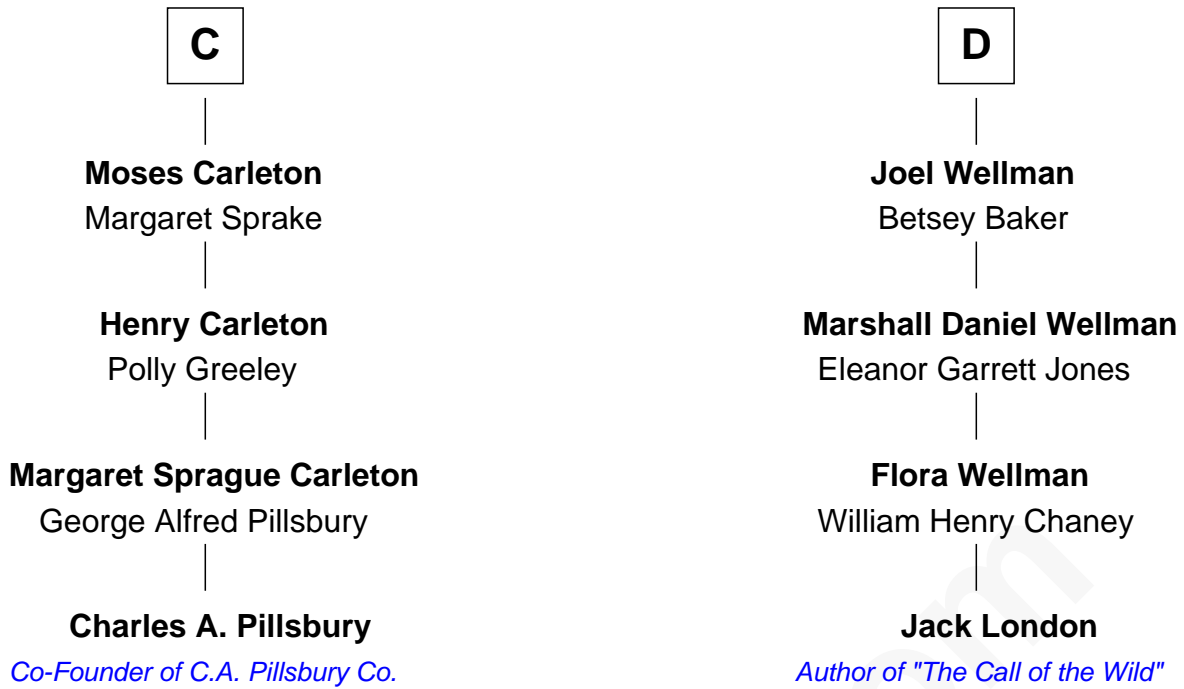 C
D
Moses Carleton
Joel Wellman
Margaret Sprake
Betsey Baker
Henry Carleton
Marshall Daniel Wellman
Polly Greeley
Eleanor Garrett Jones
Margaret Sprague Carleton
Flora Wellman
George Alfred Pillsbury
William Henry Chaney
Charles A. Pillsbury
Jack London
Co-Founder of C.A. Pillsbury Co.
Author of "The Call of the Wild"
om